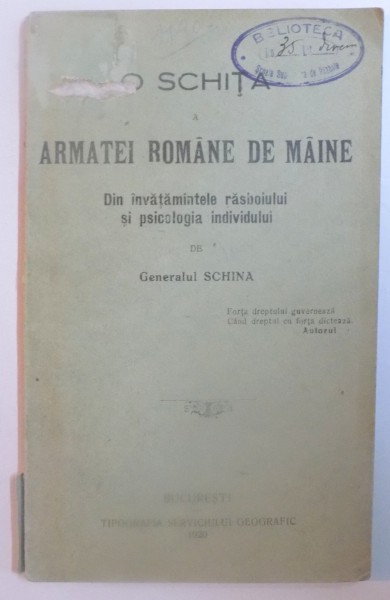 BELIOTECA
O SCHIȚA
A
ARMATEI ROMÂNE DE MÂINE
Din învățămintele răsboiului
și psicologia individului
DE
Generalul SCHINA
Forța dreptului guvernează
Când dreptul cu forța dictează.
Autorul
BUCUREȘTI
TIPOGRAFIA SERVICIULUI GEOGRAFIC